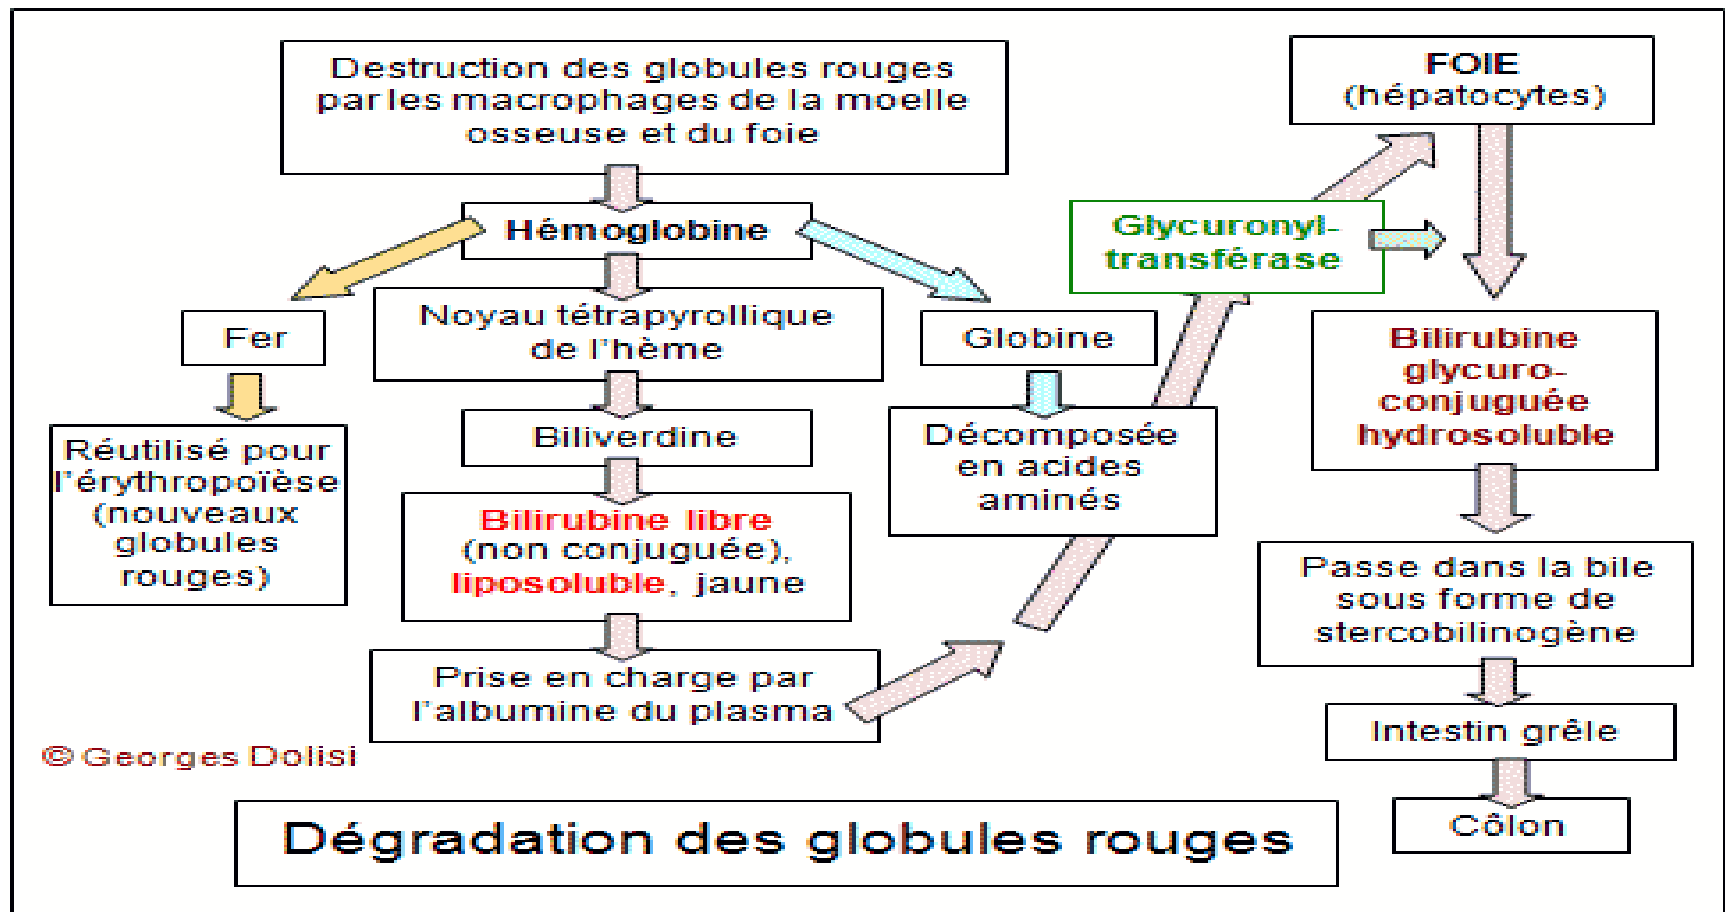 Destruction des globules rouges
par les macrophages de la moelle
osseuse et du foie
Hémoglobine
Fer
Réutilisé pour
l'érythropoïèse
(nouveaux
globules
rouges)
Noyau tétrapyrollique
de l'hème
Biliverdine
Bilirubine libre
(non conjuguée),
liposoluble, jaune
Prise en charge par
l'albumine du plasma
Globine
Décomposée
en acides
aminés
Glycuronyl-
transférase
FOIE
(hépatocytes)
Bilirubine
glycuro-
conjuguée
hydrosoluble
Passe dans la bile
sous forme de
stercobilinogène
Intestin grêle
Côlon
© Georges Dolisi
Dégradation des globules rouges